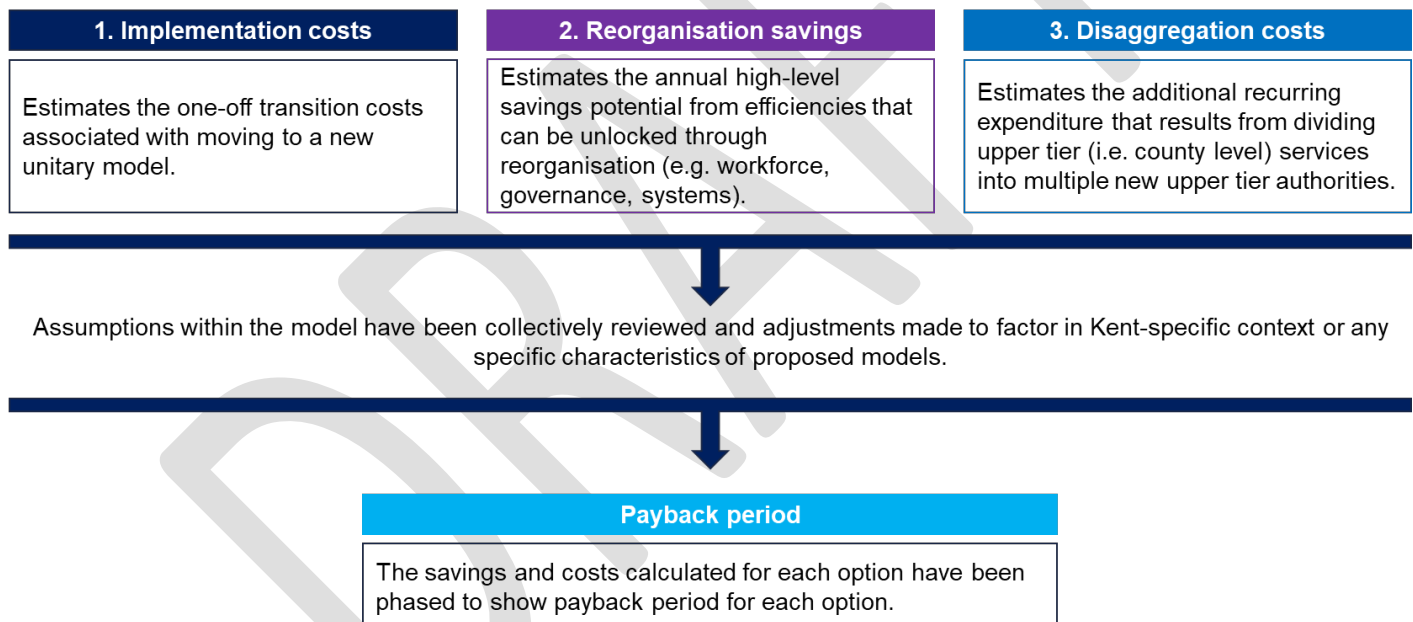 1. Implementation costs
Estimates the one-off transition costs
associated with moving to a new
unitary model.
2. Reorganisation savings
Estimates the annual high-level
savings potential from efficiencies that
can be unlocked through
reorganisation (e.g. workforce,
governance, systems).
3. Disaggregation costs
Estimates the additional recurring
expenditure that results from dividing
upper tier (i.e. county level) services
into multiple new upper tier authorities.
Assumptions within the model have been collectively reviewed and adjustments made to factor in Kent-specific context or any
specific characteristics of proposed models.
Payback period
The savings and costs calculated for each option have been
phased to show payback period for each option.
DRAF